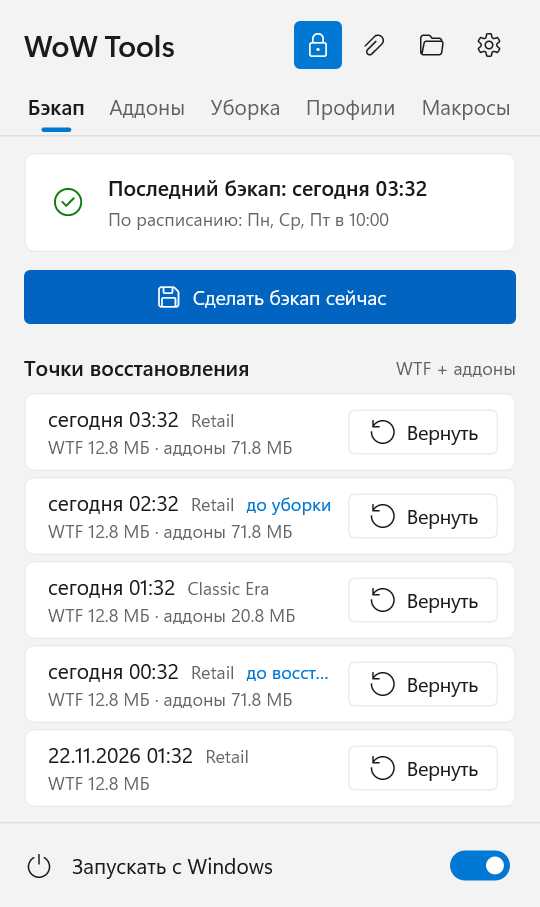 WoW Tools
Бэкап Аддоны Уборка Профили Макросы
Последний бэкап: сегодня 03:32
По расписанию: Пн, Ср, Пт в 10:00
Сделать бэкап сейчас
Точки восстановления WTF + аддоны
сегодня 03:32 Retail
WTF 12.8 МБ · аддоны 71.8 МБ
Вернуть
сегодня 02:32 Retail до уборки
WTF 12.8 МБ · аддоны 71.8 МБ
Вернуть
сегодня 01:32 Classic Era
WTF 12.8 МБ · аддоны 20.8 МБ
Вернуть
сегодня 00:32 Retail до восст...
WTF 12.8 МБ · аддоны 71.8 МБ
Вернуть
22.11.2026 01:32 Retail
WTF 12.8 МБ
Вернуть
Запускать с Windows